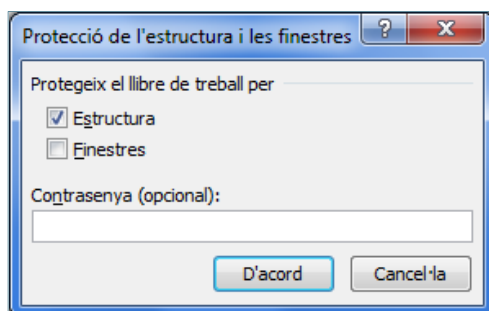 Protecció de l'estructura i les finestres
Protegeix el llibre de treball per
Estructura
Finestres
Contrasenya (opcional):
D'acord
Cancel·la